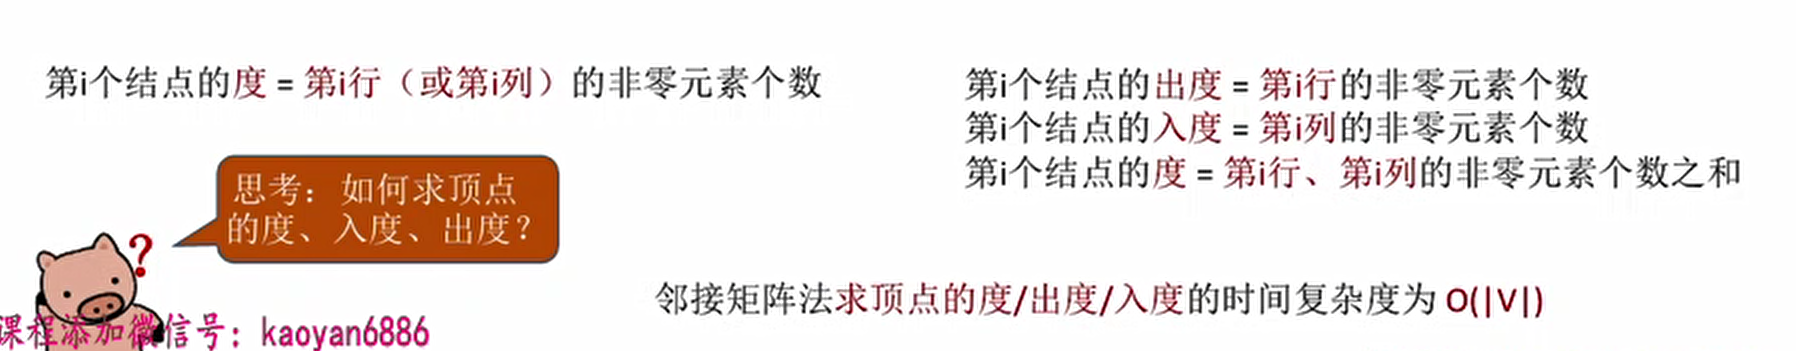 第i个结点的度 = 第i行（或第i列）的非零元素个数
第i个结点的出度 = 第i行的非零元素个数
第i个结点的入度 = 第i列的非零元素个数
第i个结点的度 = 第i行、第i列的非零元素个数之和
思考：如何求顶点
的度、入度、出度？
?
邻接矩阵法求顶点的度/出度/入度的时间复杂度为 O(|V|)
课程添加微信号：kaoyan6886